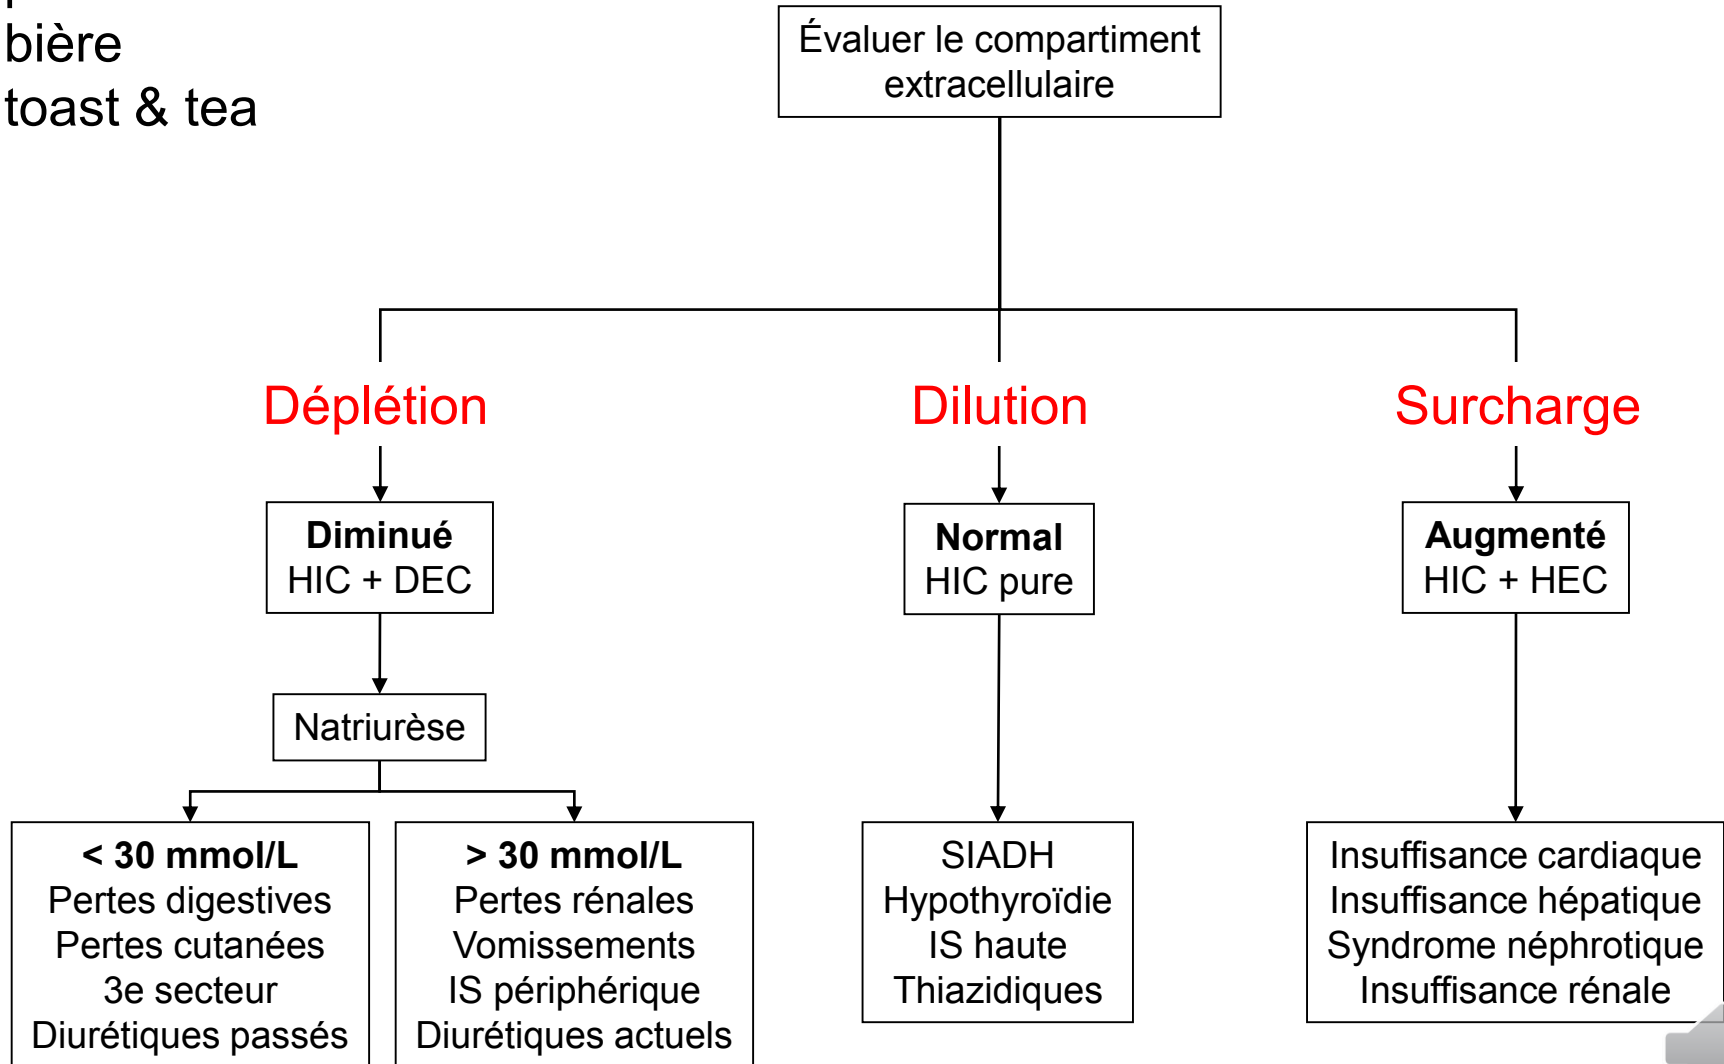 bière
toast & tea
Évaluer le compartiment
extracellulaire
Déplétion
Dilution
Surcharge
Diminué
HIC + DEC
Normal
HIC pure
Augmenté
HIC + HEC
Natriurèse
< 30 mmol/L
Pertes digestives
Pertes cutanées
3e secteur
Diurétiques passés
> 30 mmol/L
Pertes rénales
Vomissements
IS périphérique
Diurétiques actuels
SIADH
Hypothyroïdie
IS haute
Thiazidiques
Insuffisance cardiaque
Insuffisance hépatique
Syndrome néphrotique
Insuffisance rénale